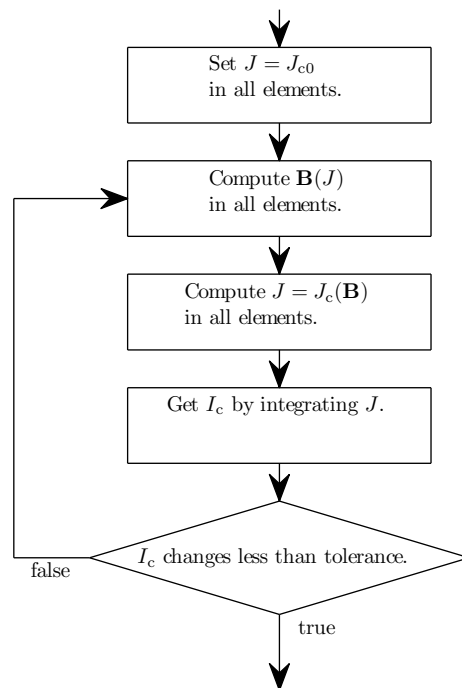 Set J = J_c0
in all elements.
Compute B(J)
in all elements.
Compute J = J_c(B)
in all elements.
Get I_c by integrating J.
I_c changes less than tolerance.
false
true